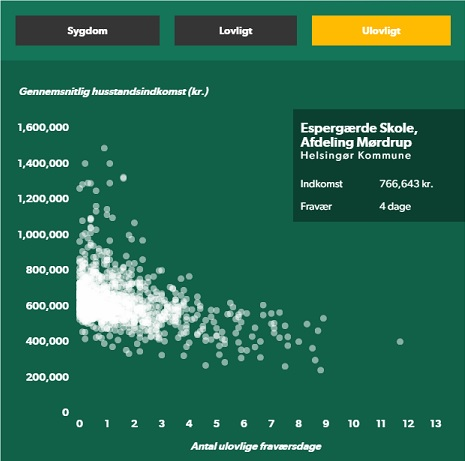 Sygdom Lovligt Ulovligt
Gennemsnitlig husstandsindkomst (kr.)
Espergærde Skole,
Afdeling Mørdrup
Helsingør Kommune
Indkomst 766,643 kr.
Fravær 4 dage
1,600,000
1,400,000
1,200,000
1,000,000
800,000
600,000
400,000
200,000
0
0 1 2 3 4 5 6 7 8 9 10 11 12 13
Antal ulovlige fraværsdage